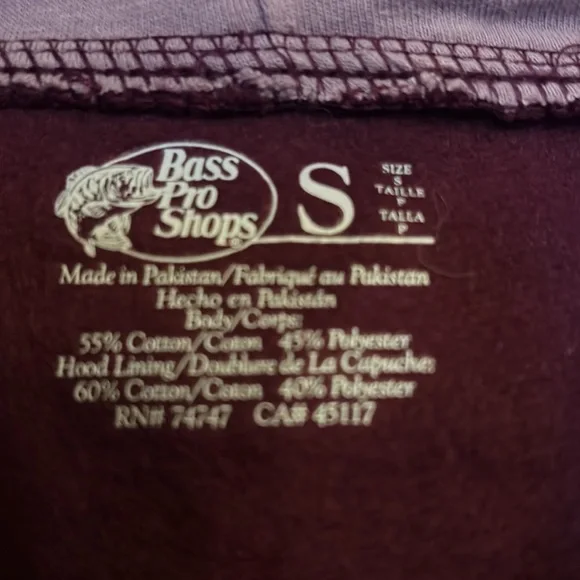 Bass
Pro
Shops
S
SIZE
S
TAILLE
P
TALLA
P
Made in Pakistan/Fabriqué au Pakistan
Hecho en Pakistán
Body/Corps:
55% Cotton/Coton 45% Polyester
Hood Lining/Doublure de La Capuche:
60% Cotton/Coton 40% Polyester
RN# 74747 CA# 45117